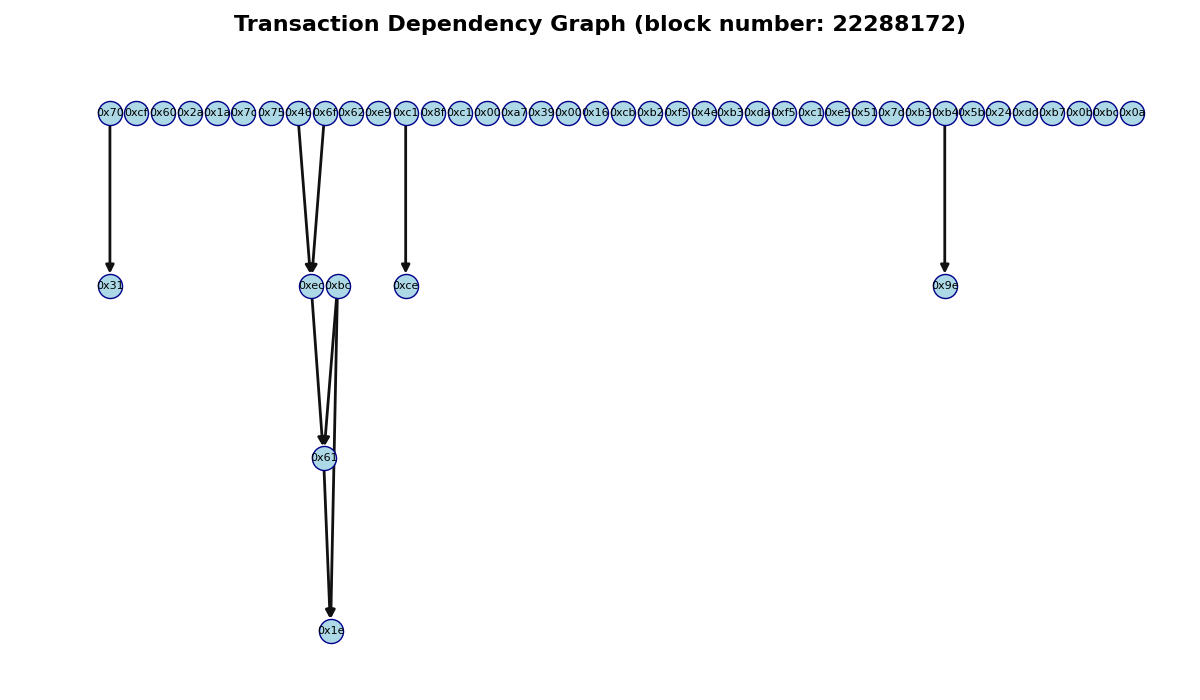 Transaction Dependency Graph (block number: 22288172)
0x70 0xcf 0x60 0x2a 0x1a 0x7c 0x75 0x46 0x6f 0x62 0xe9 0xc1 0x8f 0xc1 0x00 0xa7 0x39 0x00 0x16 0xcb 0xb2 0xf5 0x4e 0xb3 0xda 0xf5 0xc1 0xe5 0x51 0x7c 0xb3 0xb4 0x5b 0x24 0xdd 0xb7 0x0b 0xbc 0x0a
0x31 0xec 0xbc 0xce 0x9e
0x61
0x1e